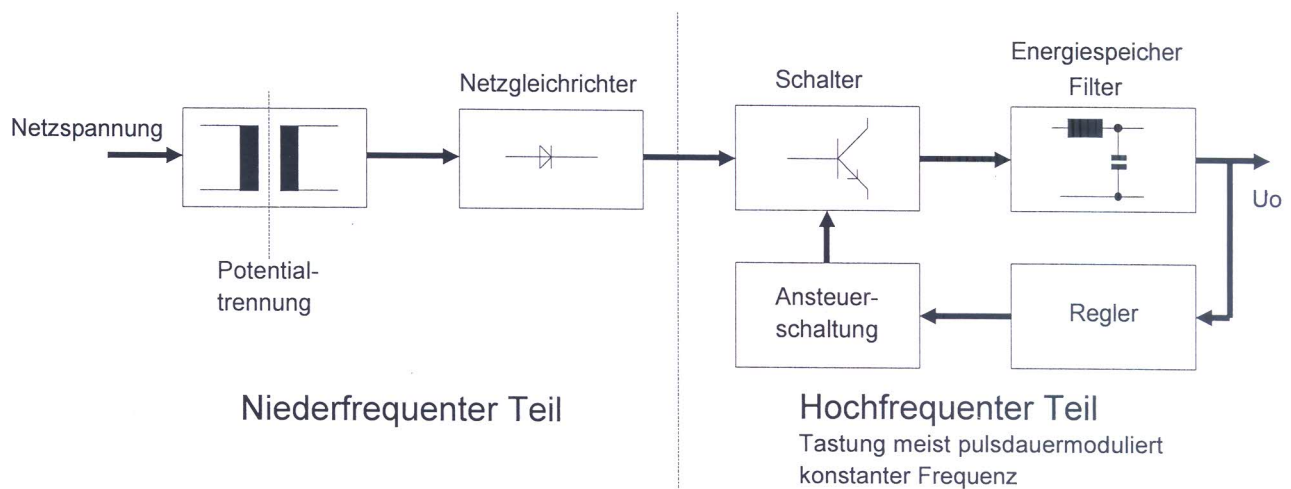 Netzspannung
Potential-
trennung
Netzgleichrichter
Schalter
Energiespeicher
Filter
Uo
Ansteuer-
schaltung
Regler
Niederfrequenter Teil
Hochfrequenter Teil
Tastung meist pulsdauermoduliert
konstanter Frequenz